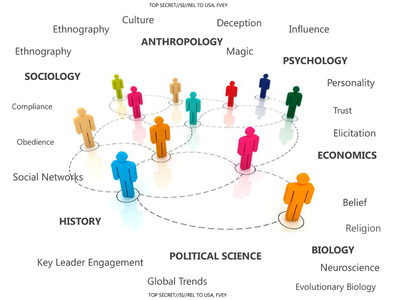 TOP SECRET//SI//REL TO USA, FVEY
Culture
Deception
Ethnography
Influence
ANTHROPOLOGY
Ethnography
Magic
PSYCHOLOGY
SOCIOLOGY
Personality
Compliance
Trust
Elicitation
Obedience
ECONOMICS
Social Networks
Belief
HISTORY
Religion
BIOLOGY
POLITICAL SCIENCE
Key Leader Engagement
Neuroscience
Global Trends
Evolutionary Biology
TOP SECRET//SI//REL TO USA, FVEY